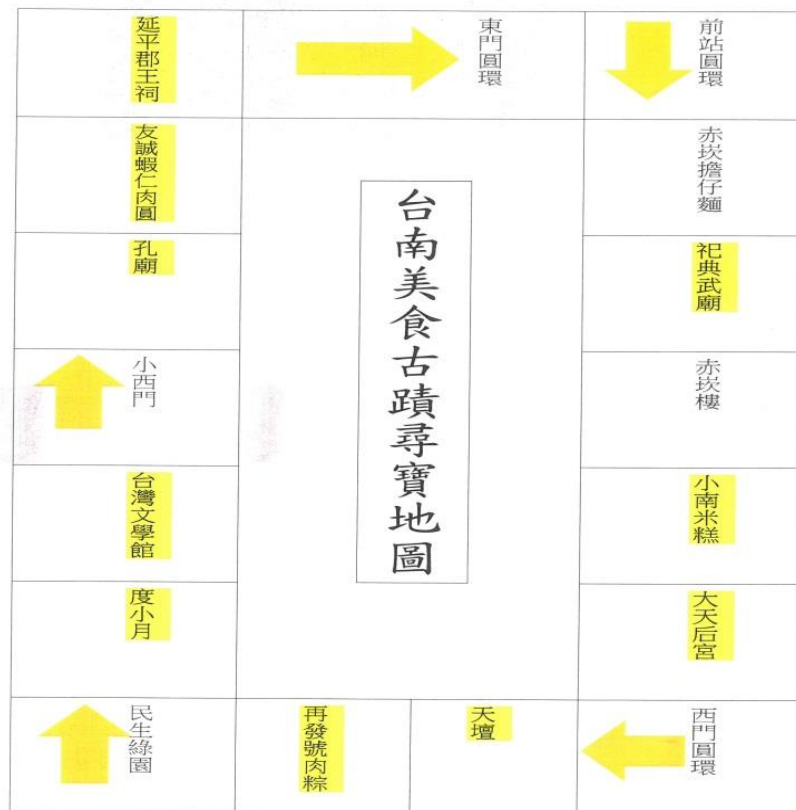 前站圓環
赤崁擔仔麵
祀典武廟
赤崁樓
小南米糕
大天后宮
西門圓環
天壇
再發號肉粽
民生綠園
度小月
台灣文學館
小西門
孔廟
友誠蝦仁肉圓
延平郡王祠
東門圓環
台南美食古蹟尋寶地圖